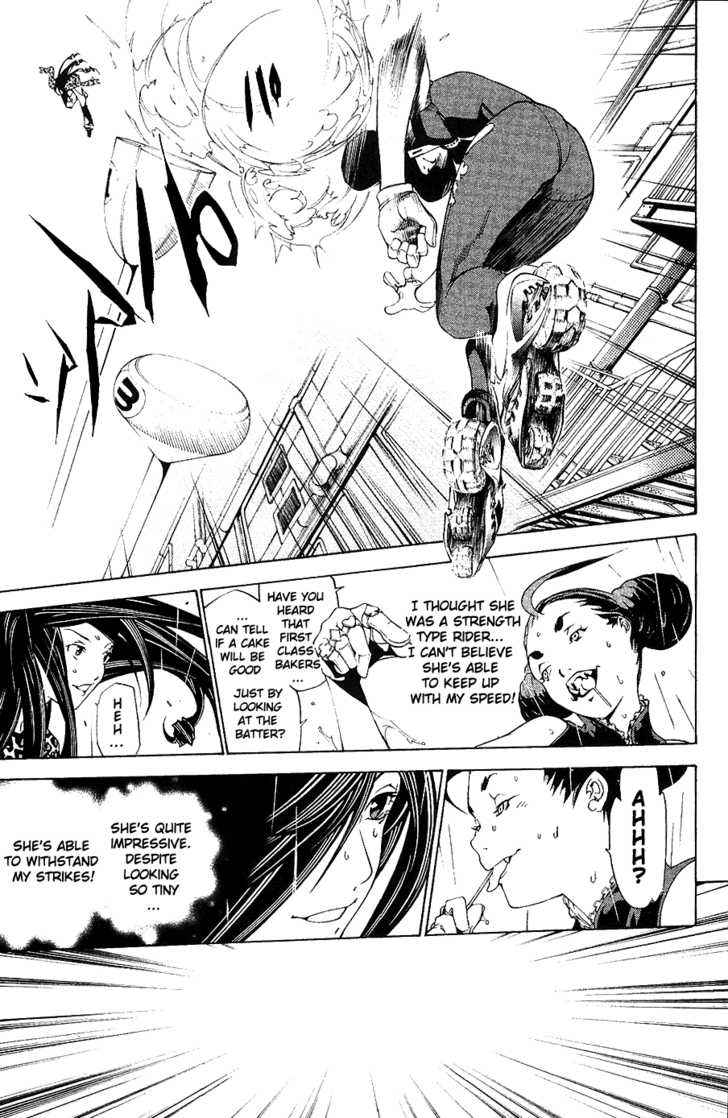 3
I THOUGHT SHE
WAS A STRENGTH
TYPE RIDER...
I CAN'T BELIEVE
SHE'S ABLE
TO KEEP UP
WITH MY SPEED!
HAVE YOU
HEARD
THAT
FIRST
CLASS
BAKERS
...
...
CAN TELL
IF A CAKE
WILL BE
GOOD
JUST BY
LOOKING
AT THE
BATTER?
HEH
...
AHHH?
SHE'S QUITE
IMPRESSIVE.
DESPITE
LOOKING
SO TINY
...
SHE'S ABLE
TO WITHSTAND
MY STRIKES!